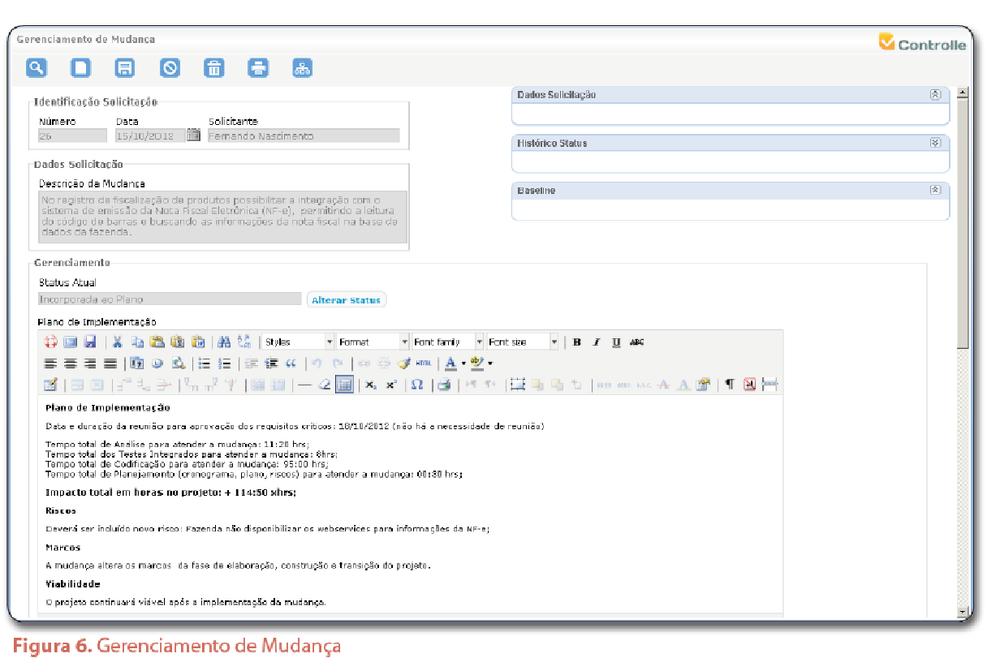 Gerenciamento de Mudança
Controlle
Identificação Solicitação
Número Data Solicitante
26 15/10/2012 Fernando Nascimento
Dados Solicitação
Descrição da Mudança
No registro de fiscalização de produtos possibilitar a integração com o
sistema de emissão da Nota Fiscal Eletrônica (NF-e), permitindo a leitura
do código de barras e buscando as informações da nota fiscal na base de
dados da fazenda.
Dados Solicitação
Histórico Status
Baseline
Gerenciamento
Status Atual
Incorporada ao Plano Alterar Status
Plano de Implementação
Styles Format Font family Font size B I U ABC
HTML A ab
Plano de Implementação
Data e duração da reunião para aprovação dos requisitos críticos: 18/10/2012 (não há a necessidade de reunião)
Tempo total de Análise para atender a mudança: 11:20 hrs;
Tempo total dos Testes Integrados para atender a mudança: 8hrs;
Tempo total de Codificação para atender a mudança: 95:00 hrs;
Tempo total de Planejamento (cronograma, plano, riscos) para atender a mudança: 00:30 hrs;
Impacto total em horas no projeto: + 114:50 shrs;
Riscos
Deverá ser incluído novo risco: Fazenda não disponibilizar os webservices para informações da NF-e;
Marcos
A mudança altera os marcos da fase de elaboração, construção e transição do projeto.
Viabilidade
O projeto continuará viável após a implementação da mudança.
Figura 6. Gerenciamento de Mudança